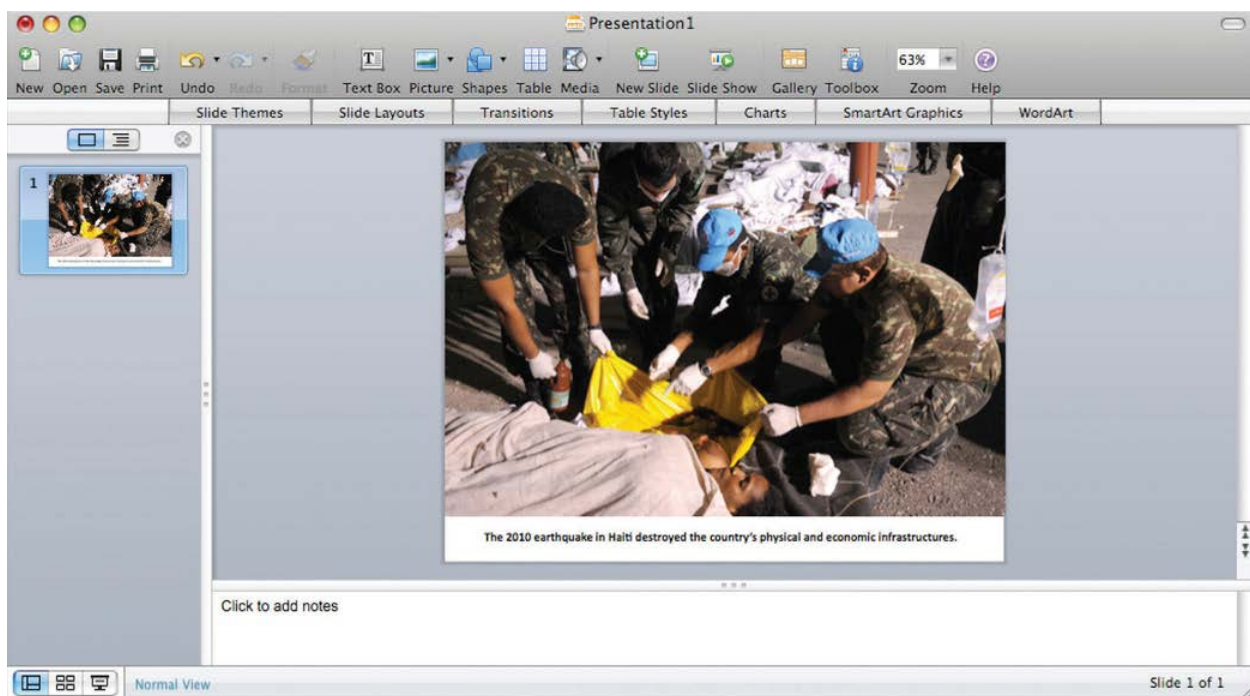 Presentation1
New Open Save Print Undo Redo Format Text Box Picture Shapes Table Media New Slide Slide Show Gallery Toolbox Zoom Help
63%
Slide Themes Slide Layouts Transitions Table Styles Charts SmartArt Graphics WordArt
1
The 2010 earthquake in Haiti destroyed the country's physical and economic infrastructures.
Click to add notes
Normal View
Slide 1 of 1